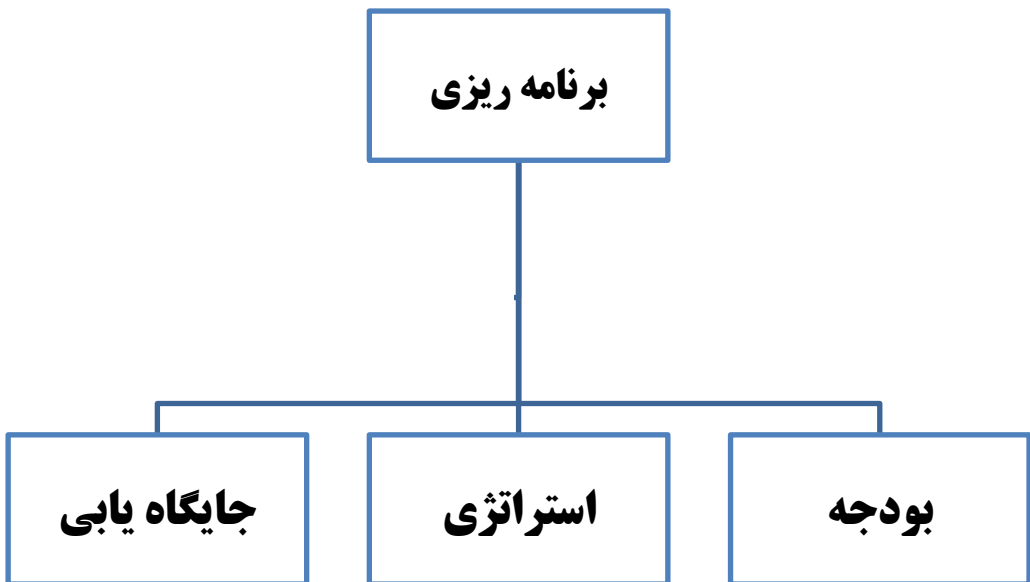 برنامه ریزی
بودجه
استراتژی
جایگاه یابی